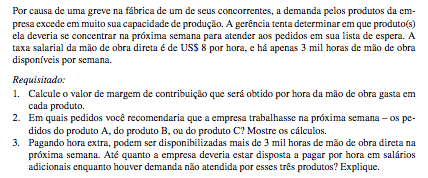 Por causa de uma greve na fábrica de um de seus concorrentes, a demanda pelos produtos da em-
presa excede em muito sua capacidade de produção. A gerência tenta determinar em que produto(s)
ela deveria se concentrar na próxima semana para atender aos pedidos em sua lista de espera. A
taxa salarial da mão de obra direta é de US$ 8 por hora, e há apenas 3 mil horas de mão de obra
disponíveis por semana.
Requisitado:
1. Calcule o valor de margem de contribuição que será obtido por hora da mão de obra gasta em
cada produto.
2. Em quais pedidos você recomendaria que a empresa trabalhasse na próxima semana – os pe-
didos do produto A, do produto B, ou do produto C? Mostre os cálculos.
3. Pagando hora extra, podem ser disponibilizadas mais de 3 mil horas de mão de obra direta na
próxima semana. Até quanto a empresa deveria estar disposta a pagar por hora em salários
adicionais enquanto houver demanda não atendida por esses três produtos? Explique.